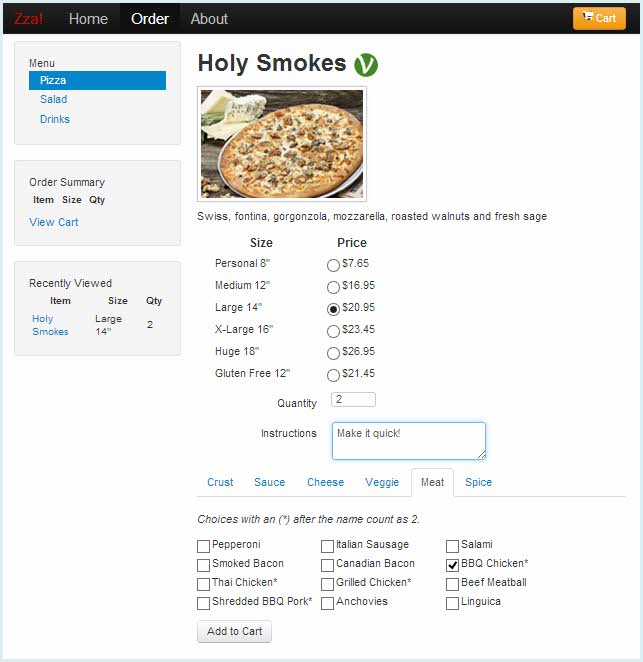 Zza! Home Order About Cart
Menu
Pizza
Salad
Drinks
Order Summary
Item Size Qty
View Cart
Recently Viewed
Item Size Qty
Holy Smokes Large 14" 2
Holy Smokes V
Swiss, fontina, gorgonzola, mozzarella, roasted walnuts and fresh sage
Size Price
Personal 8" $7.65
Medium 12" $16.95
Large 14" $20.95
X-Large 16" $23.45
Huge 18" $26.95
Gluten Free 12" $21.45
Quantity 2
Instructions Make it quick!
Crust Sauce Cheese Veggie Meat Spice
Choices with an (*) after the name count as 2.
Pepperoni Italian Sausage Salami
Smoked Bacon Canadian Bacon BBQ Chicken*
Thai Chicken* Grilled Chicken* Beef Meatball
Shredded BBQ Pork* Anchovies Linguica
Add to Cart